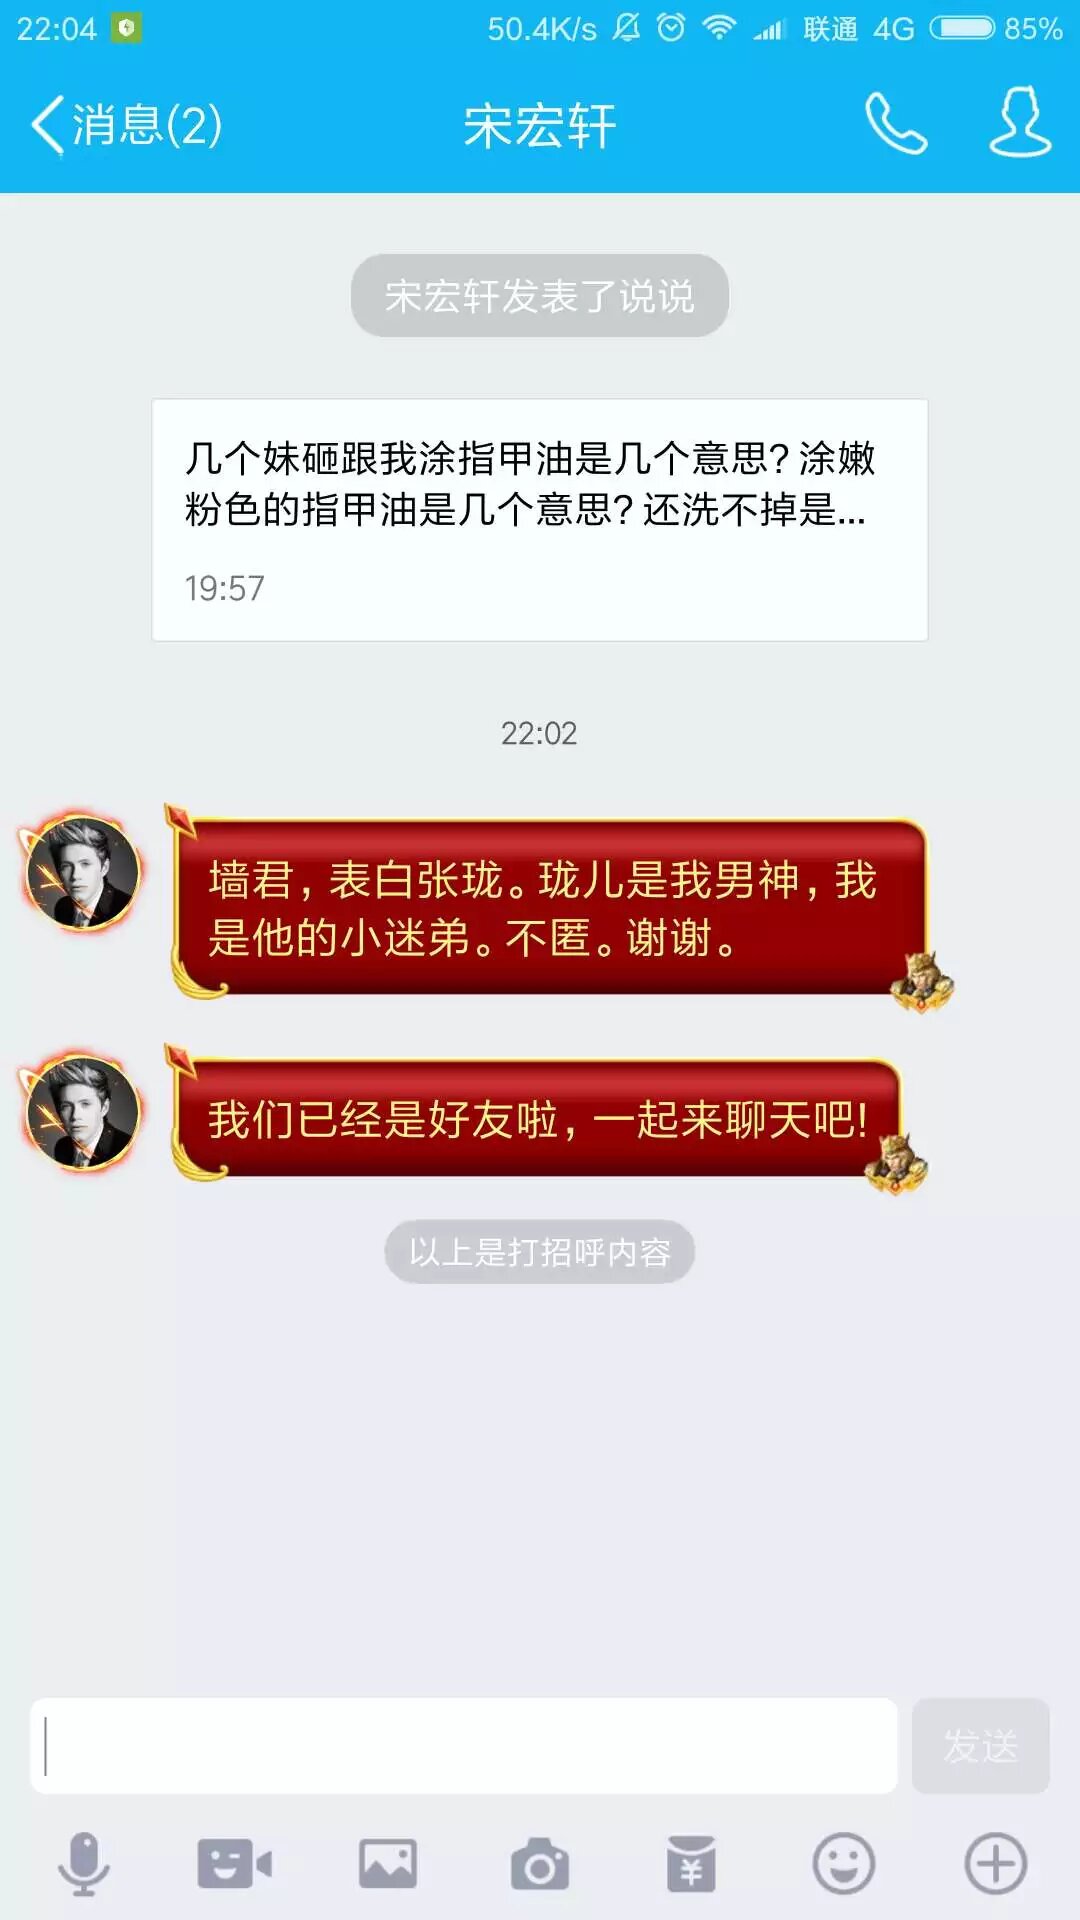 22:04 50.4K/s 联通 4G 85%
消息(2) 宋宏轩
宋宏轩发表了说说
几个妹砸跟我涂指甲油是几个意思?涂嫩
粉色的指甲油是几个意思?还洗不掉是...
19:57
22:02
墙君,表白张珑。珑儿是我男神,我
是他的小迷弟。不匿。谢谢。
我们已经是好友啦,一起来聊天吧!
以上是打招呼内容
发送